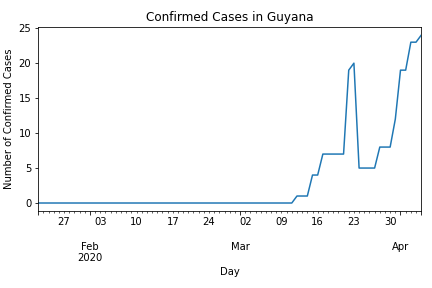 Confirmed Cases in Guyana
Number of Confirmed Cases
25
20
15
10
5
0
27 03 10 17 24 02 09 16 23 30
Feb Mar Apr
2020
Day